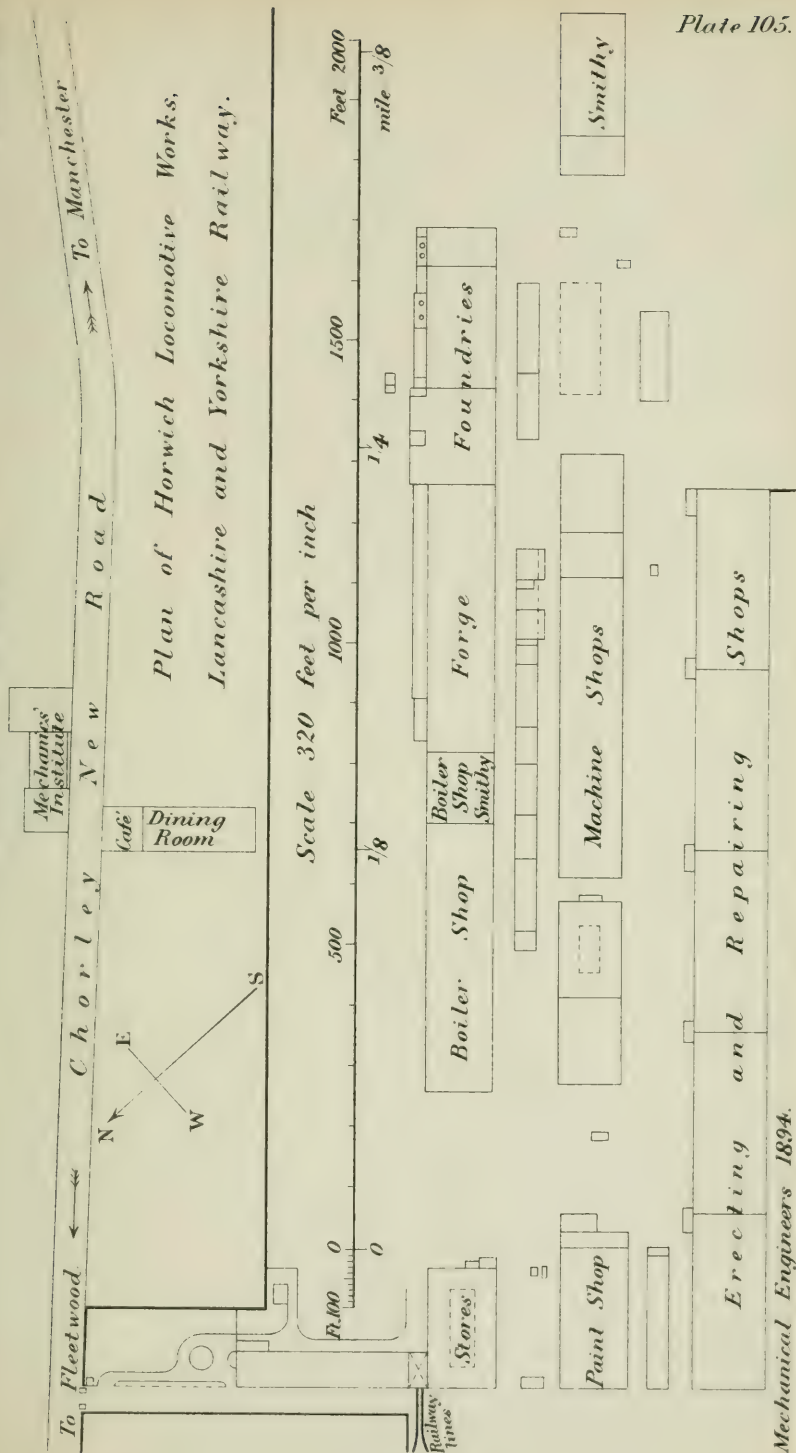 Plate 105.
To Fleetwood
Chorley New Road
To Manchester
Mechanics'
Institute
Café
Dining
Room
N
E
S
W
Plan of Horwich Locomotive Works,
Lancashire and Yorkshire Railway.
Scale 320 feet per inch
Ft.100 0 500 1000 1500 Feet 2000
0 1/8 1/4 mile 3/8
Railway
lines
Stores
Boiler Shop
Boiler
Shop
Smithy
Forge
Foundries
Paint Shop
Machine Shops
Smithy
Erecting and Repairing Shops
Mechanical Engineers 1894.